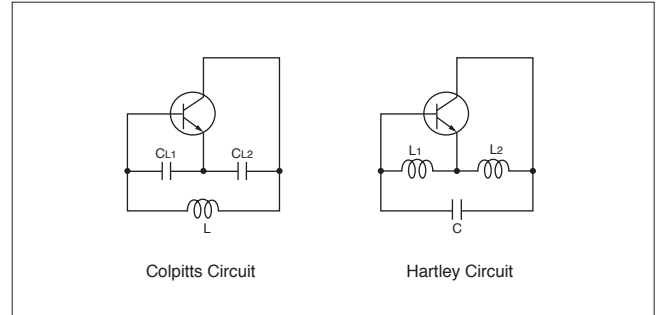 CL1 CL2
L
Colpitts Circuit
L1 L2
C
Hartley Circuit